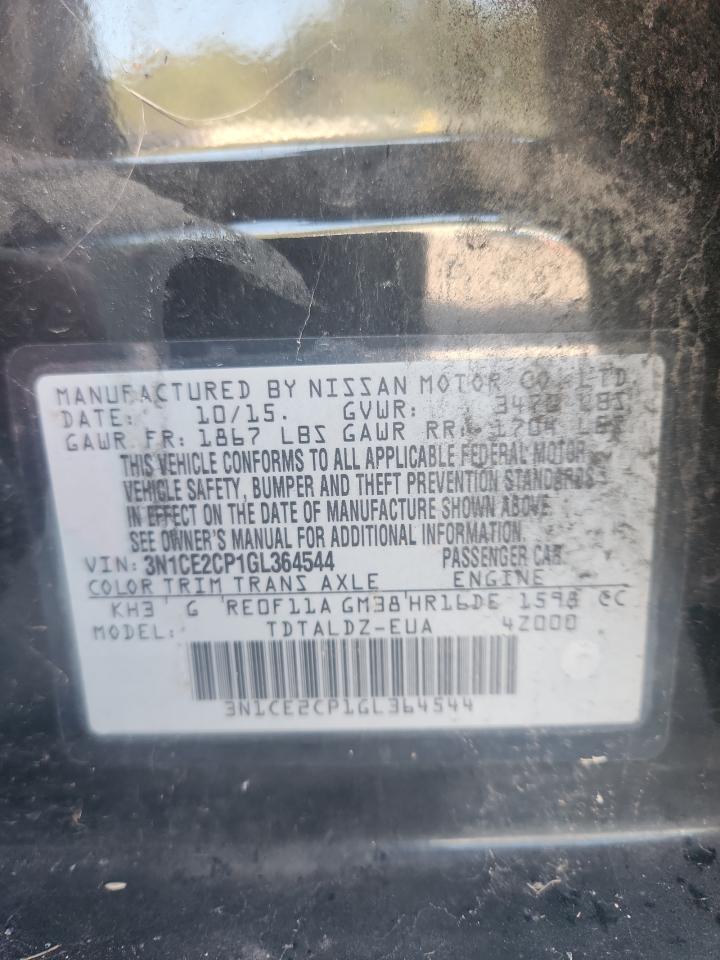 MANUFACTURED BY NISSAN MOTOR CO. LTD.
DATE: 10/15. GVWR: LBS
GAWR FR: 1867 LBS GAWR RR: 1704 LBS
THIS VEHICLE CONFORMS TO ALL APPLICABLE FEDERAL MOTOR
VEHICLE SAFETY, BUMPER AND THEFT PREVENTION STANDARDS
IN EFFECT ON THE DATE OF MANUFACTURE SHOWN ABOVE.
SEE OWNER'S MANUAL FOR ADDITIONAL INFORMATION.
VIN: 3N1CE2CP1GL364544 PASSENGER CAR
COLOR TRIM TRANS AXLE ENGINE
KH3 G RE0F11A GM38 HR16DE 1598 CC
MODEL: TDTALDZ-EUA 4Z000
3N1CE2CP1GL364544